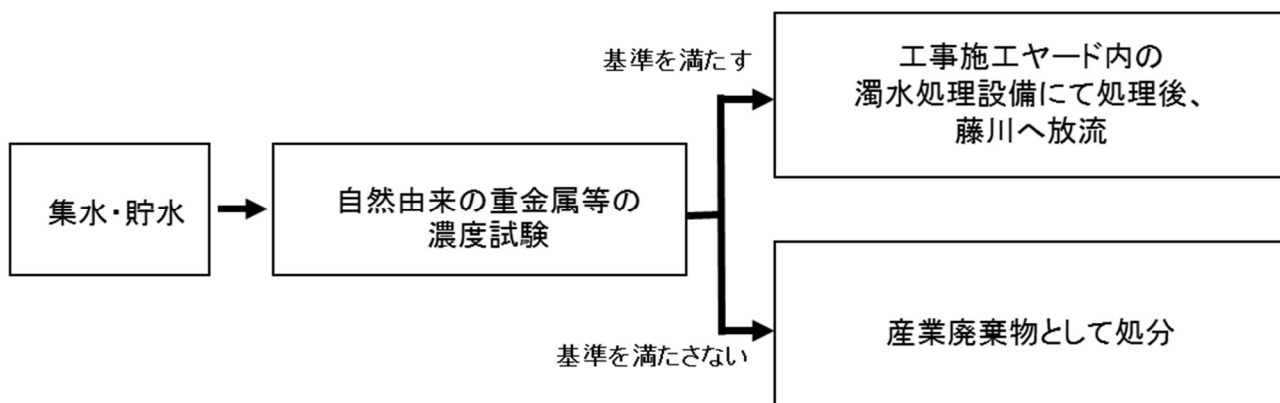 集水・貯水
自然由来の重金属等の
濃度試験
基準を満たす
工事施工ヤード内の
濁水処理設備にて処理後、
藤川へ放流
基準を満たさない
産業廃棄物として処分